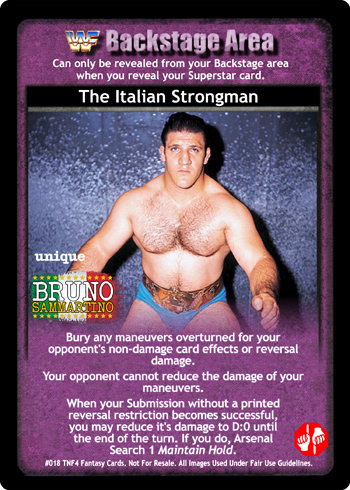 WF Backstage Area
Can only be revealed from your Backstage area
when you reveal your Superstar card.
The Italian Strongman
unique
BRUNO
SAMMARTINO
Bury any maneuvers overturned for your
opponent's non-damage card effects or reversal
damage.
Your opponent cannot reduce the damage of your
maneuvers.
When your Submission without a printed
reversal restriction becomes successful,
you may reduce it's damage to D:0 until
the end of the turn. If you do, Arsenal
Search 1 Maintain Hold.
#018 TNF4 Fantasy Cards. Not For Resale. All Images Used Under Fair Use Guidelines.